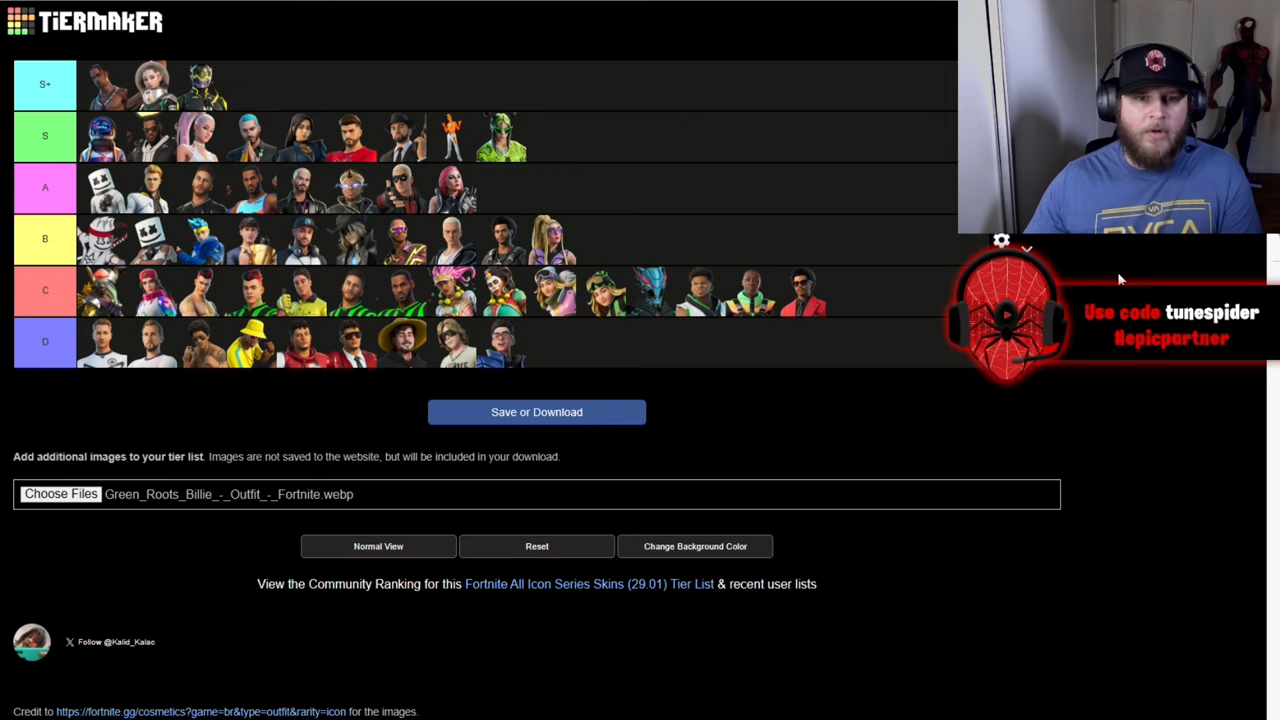 TIERMAKER
S+
S
A
B
C
D
RVCA
Use code tunespider
#epicpartner
Save or Download
Add additional images to your tier list. Images are not saved to the website, but will be included in your download.
Choose Files Green_Roots_Billie_-_Outfit_-_Fortnite.webp
Normal View
Reset
Change Background Color
View the Community Ranking for this Fortnite All Icon Series Skins (29.01) Tier List & recent user lists
Follow @Kalid_Kalac
Credit to https://fortnite.gg/cosmetics?game=br&type=outfit&rarity=icon for the images.